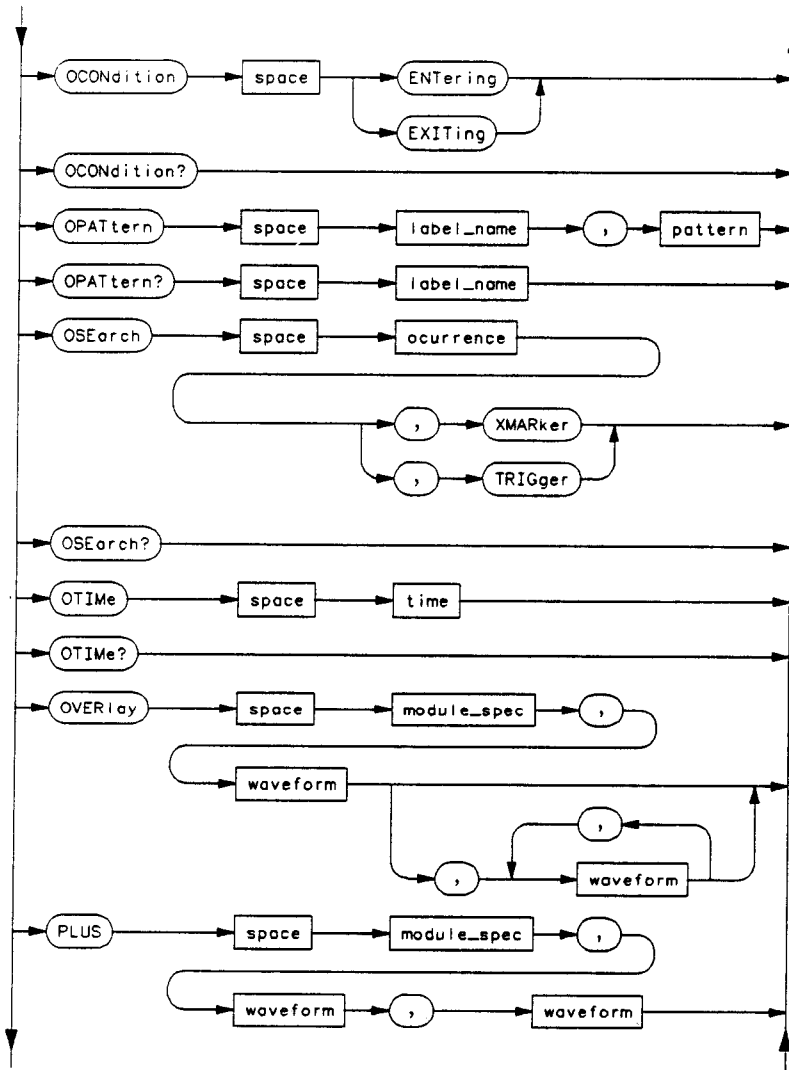 OCONdition space ENTering
EXITing
OCONdition?
OPATtern space label_name , pattern
OPATtern? space label_name
OSEarch space ocurrence
, XMARker
, TRIGger
OSEarch?
OTIMe space time
OTIMe?
OVERlay space module_spec ,
waveform
,
, waveform
PLUS space module_spec ,
waveform , waveform